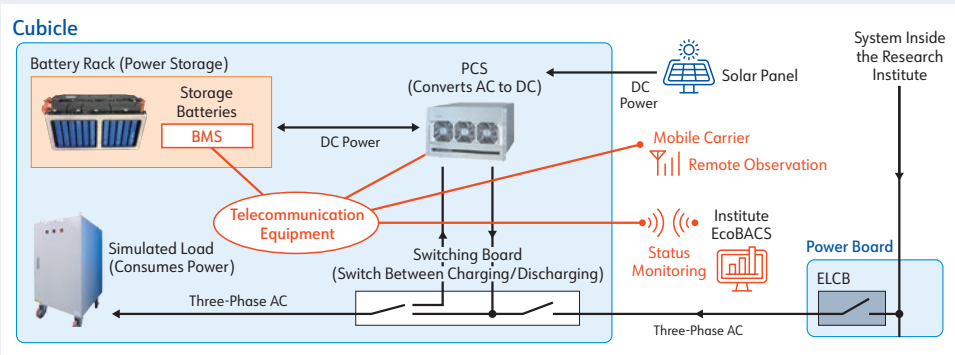 Cubicle
Battery Rack (Power Storage)
Storage
Batteries
BMS
DC Power
PCS
(Converts AC to DC)
DC
Power
Solar Panel
System Inside
the Research
Institute
Mobile Carrier
Remote Observation
Telecommunication
Equipment
Institute
EcoBACS
Status
Monitoring
Simulated Load
(Consumes Power)
Switching Board
(Switch Between Charging/Discharging)
Three-Phase AC
Three-Phase AC
Power Board
ELCB